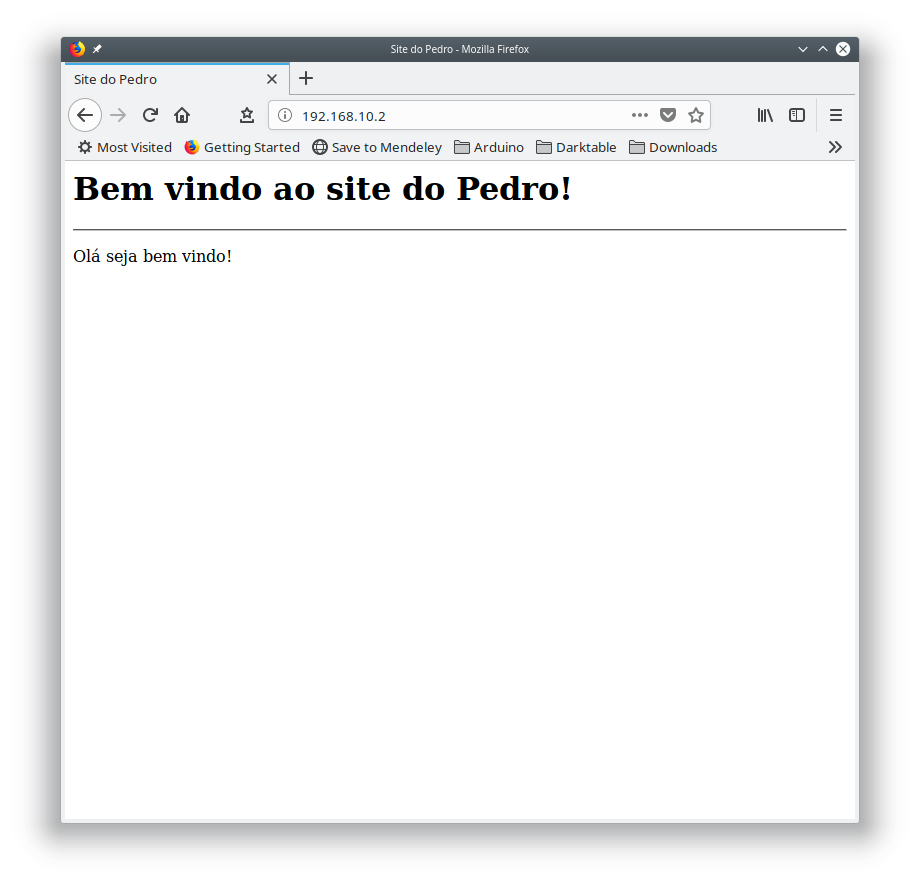 Site do Pedro - Mozilla Firefox
Site do Pedro
192.168.10.2
Most Visited Getting Started Save to Mendeley Arduino Darktable Downloads
Bem vindo ao site do Pedro!
Olá seja bem vindo!